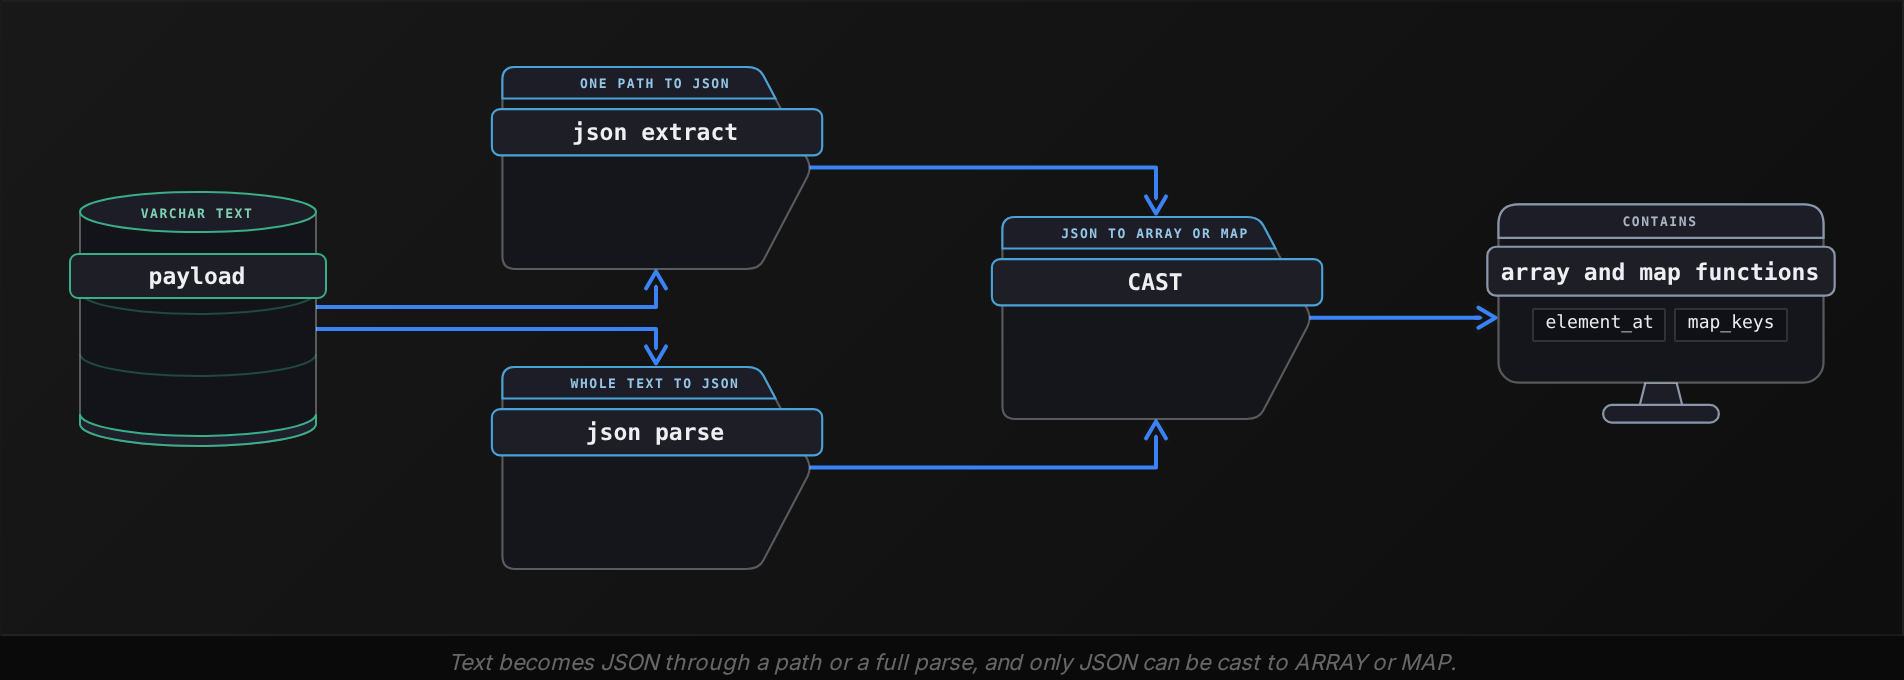 VARCHAR TEXT
payload
ONE PATH TO JSON
json extract
WHOLE TEXT TO JSON
json parse
JSON TO ARRAY OR MAP
CAST
CONTAINS
array and map functions
element_at
map_keys
Text becomes JSON through a path or a full parse, and only JSON can be cast to ARRAY or MAP.